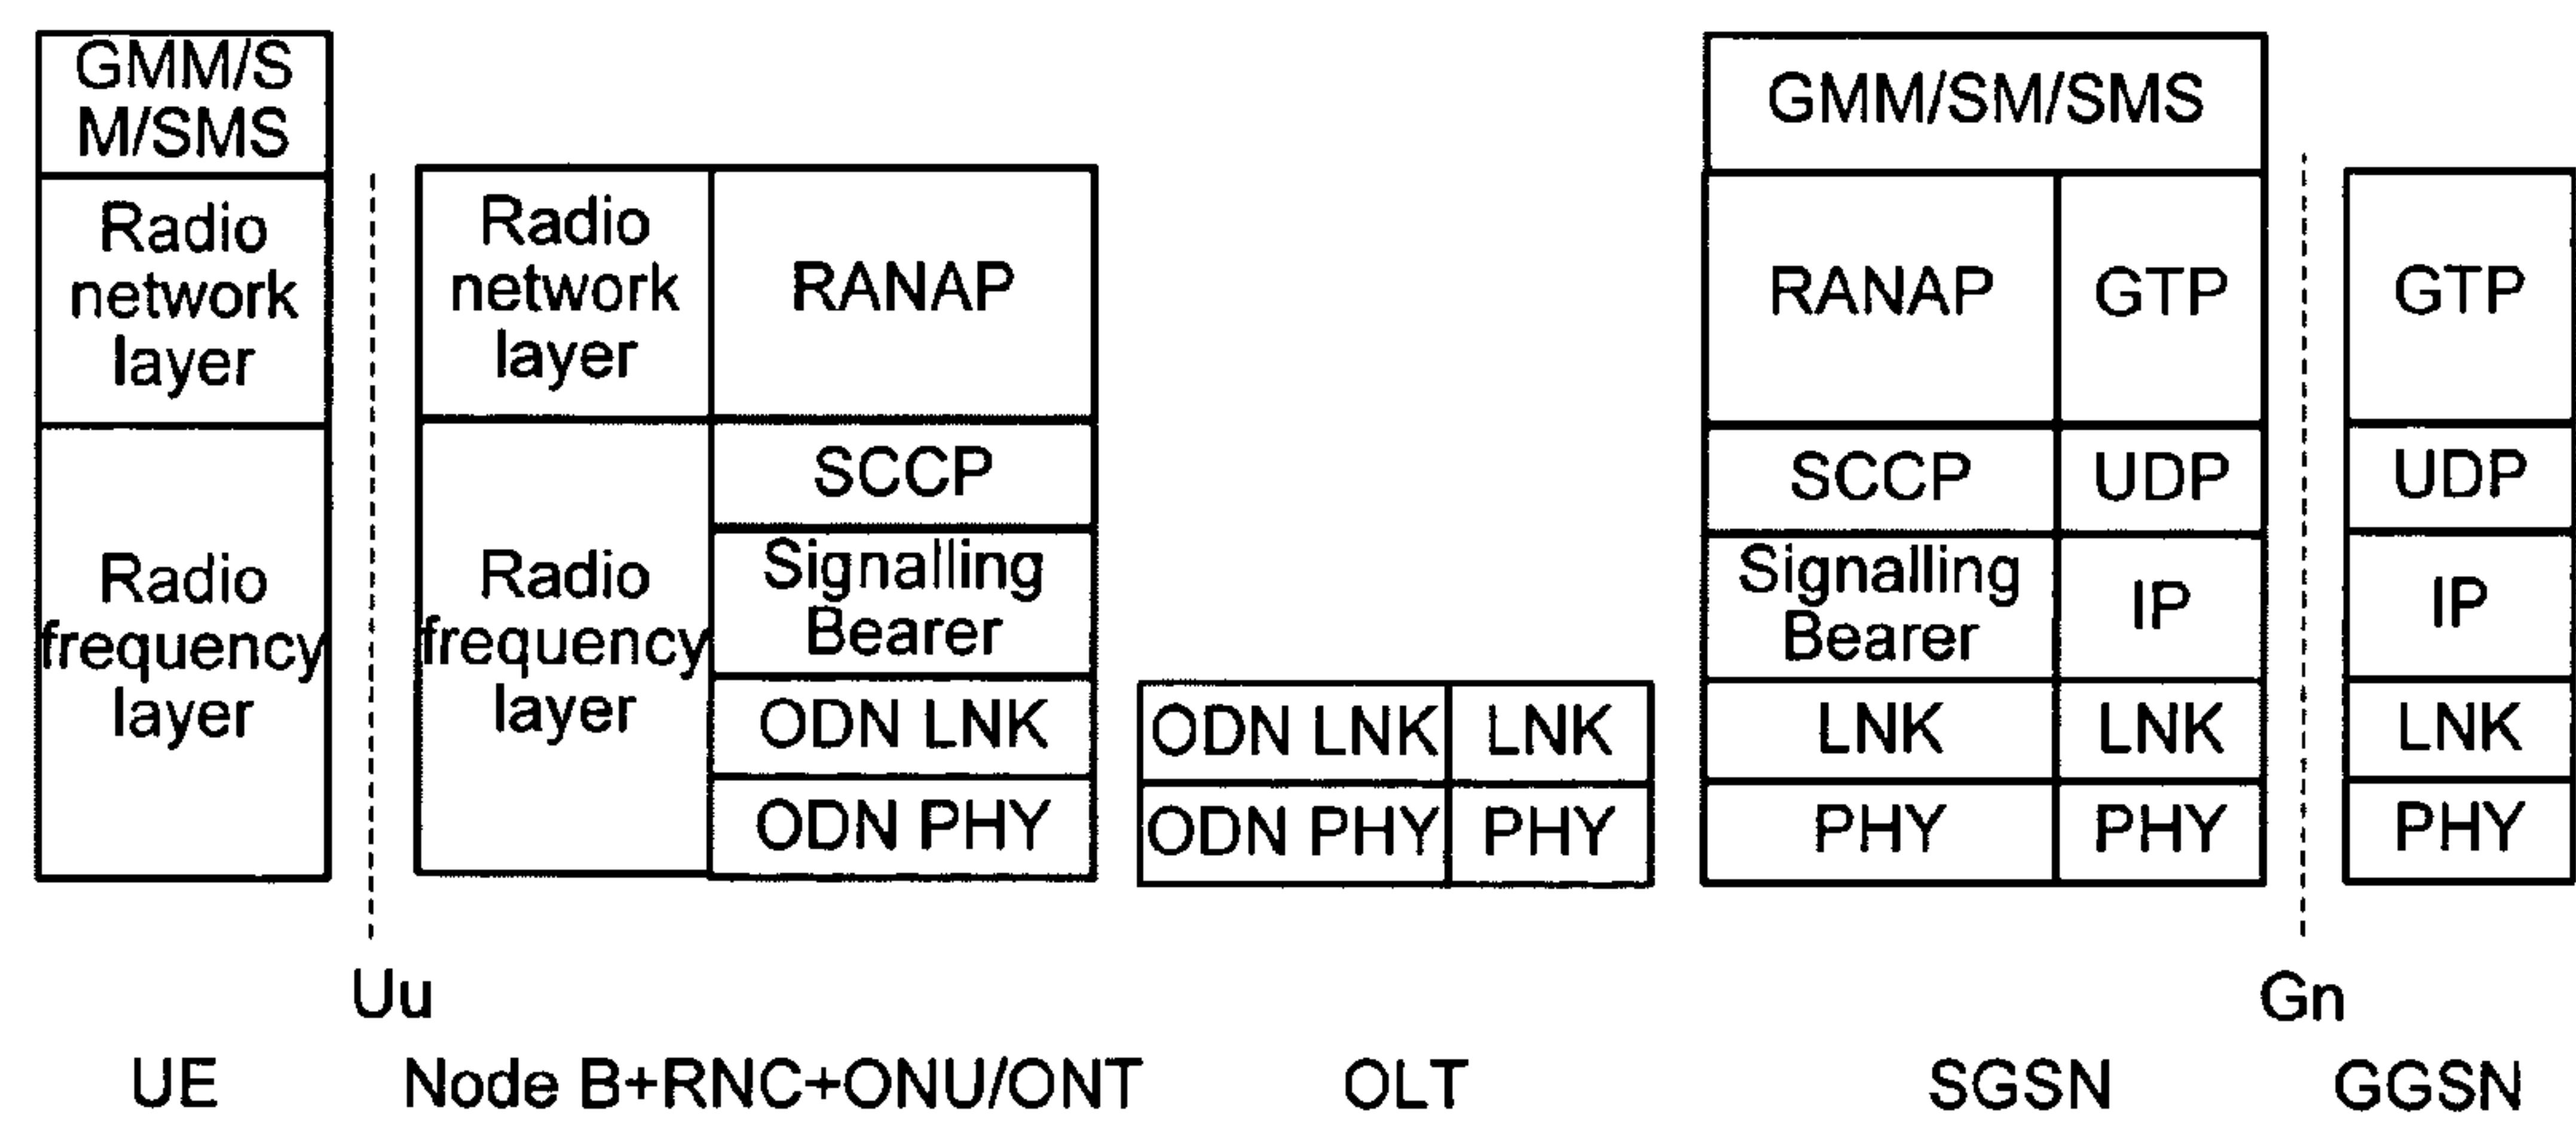 GMM/S
M/SMS
Radio
network
layer
Radio
frequency
layer
Radio
network
layer
RANAP
Radio
frequency
layer
SCCP
Signalling
Bearer
ODN LNK
ODN PHY
ODN LNK
LNK
ODN PHY
PHY
GMM/SM/SMS
RANAP
GTP
SCCP
UDP
Signalling
Bearer
IP
LNK
LNK
PHY
PHY
GTP
UDP
IP
LNK
PHY
Uu
Gn
UE
Node B+RNC+ONU/ONT
OLT
SGSN
GGSN